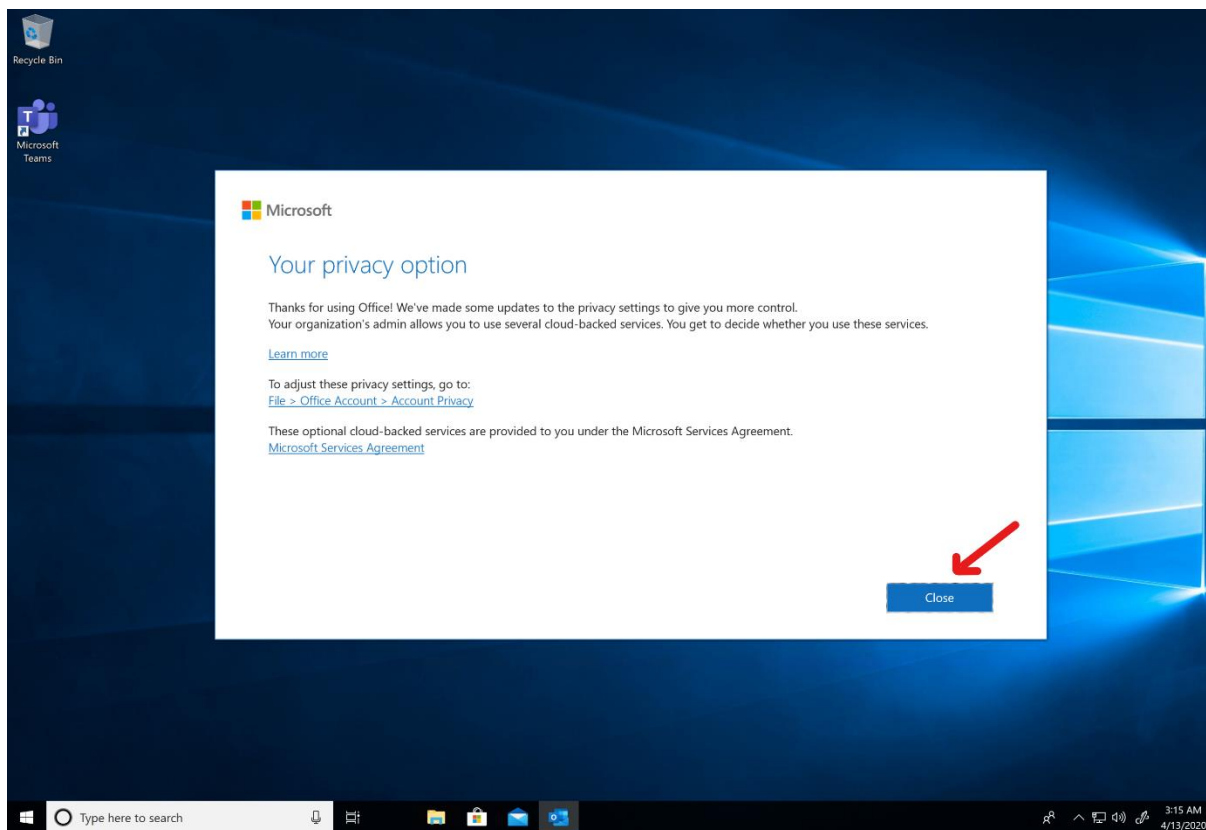 Recycle Bin
Microsoft
Teams
Microsoft
Your privacy option
Thanks for using Office! We've made some updates to the privacy settings to give you more control.
Your organization's admin allows you to use several cloud-backed services. You get to decide whether you use these services.
Learn more
To adjust these privacy settings, go to:
File > Office Account > Account Privacy
These optional cloud-backed services are provided to you under the Microsoft Services Agreement.
Microsoft Services Agreement
Close
Type here to search
3:15 AM
4/13/2020